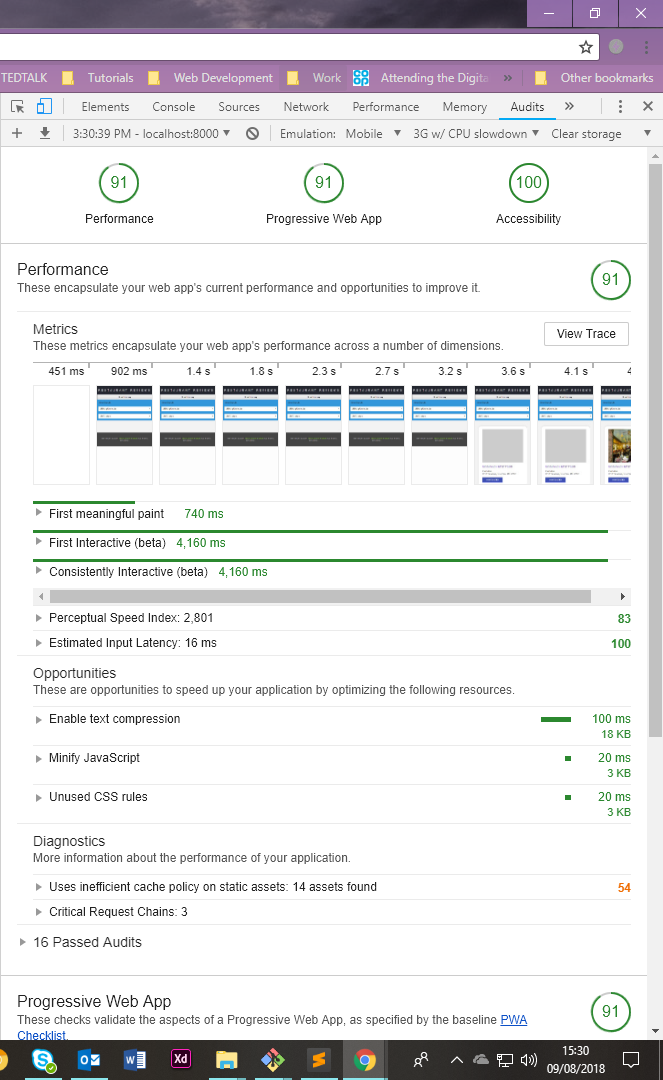 TEDTALK Tutorials Web Development Work Attending the Digita » Other bookmarks
Elements Console Sources Network Performance Memory Audits »
3:30:39 PM - localhost:8000 Emulation: Mobile 3G w/ CPU slowdown Clear storage
91 91 100
Performance Progressive Web App Accessibility
Performance
These encapsulate your web app's current performance and opportunities to improve it.
91
Metrics
These metrics encapsulate your web app's performance across a number of dimensions.
View Trace
451 ms 902 ms 1.4 s 1.8 s 2.3 s 2.7 s 3.2 s 3.6 s 4.1 s 4
First meaningful paint 740 ms
First Interactive (beta) 4,160 ms
Consistently Interactive (beta) 4,160 ms
Perceptual Speed Index: 2,801 83
Estimated Input Latency: 16 ms 100
Opportunities
These are opportunities to speed up your application by optimizing the following resources.
Enable text compression 100 ms
18 KB
Minify JavaScript 20 ms
3 KB
Unused CSS rules 20 ms
3 KB
Diagnostics
More information about the performance of your application.
Uses inefficient cache policy on static assets: 14 assets found 54
Critical Request Chains: 3
16 Passed Audits
Progressive Web App
These checks validate the aspects of a Progressive Web App, as specified by the baseline PWA
Checklist.
91
Xd
15:30
09/08/2018